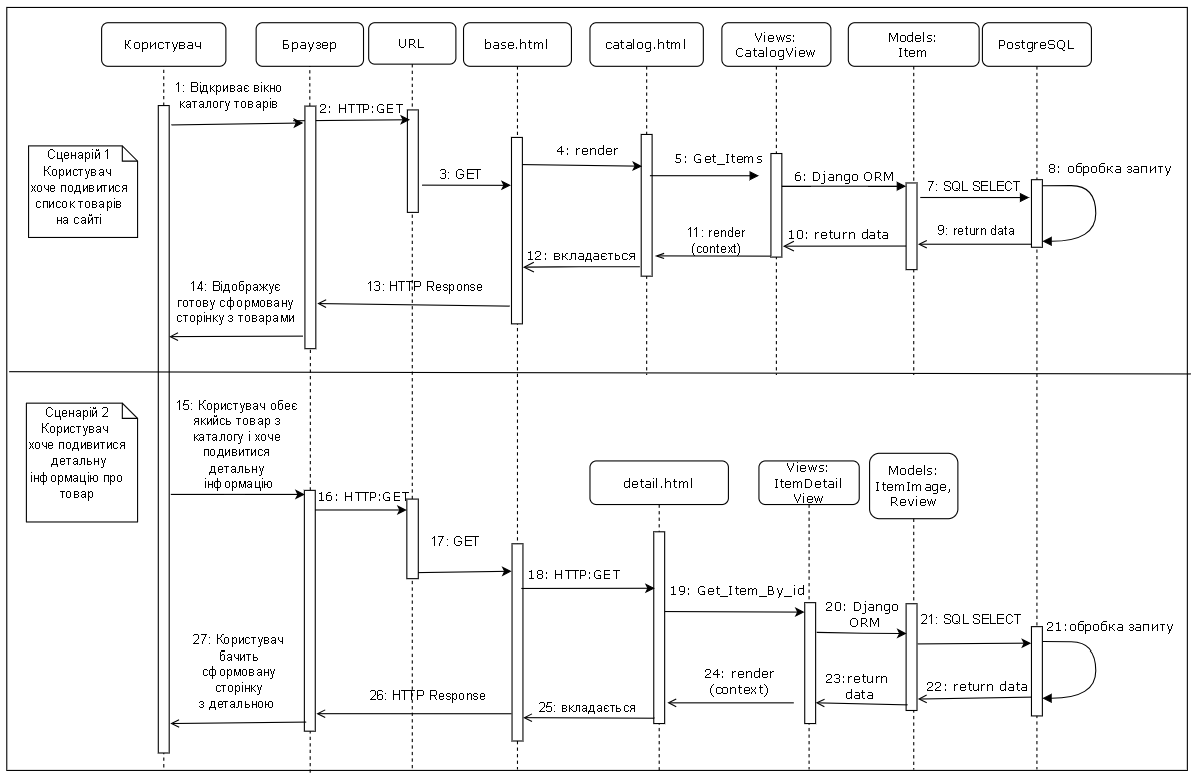 Користувач
Браузер
URL
base.html
catalog.html
Views:
CatalogView
Models:
Item
PostgreSQL
1: Відкриває вікно
каталогу товарів
2: HTTP:GET
Сценарій 1
Користувач
хоче подивитися
список товарів
на сайті
3: GET
4: render
5: Get_Items
6: Django ORM
7: SQL SELECT
8: обробка запиту
9: return data
10: return data
11: render
(context)
12: вкладається
13: HTTP Response
14: Відображує
готову сформовану
сторінку з товарами
Сценарій 2
Користувач
хоче подивитися
детальну
інформацію про
товар
15: Користувач обеє
якийсь товар з
каталогу і хоче
подивитися
детальну
інформацію
detail.html
Views:
ItemDetail
View
Models:
ItemImage,
Review
16: HTTP:GET
17: GET
18: HTTP:GET
19: Get_Item_By_id
20: Django
ORM
21: SQL SELECT
21:обробка запиту
22: return data
23:return
data
24: render
(context)
25: вкладається
26: HTTP Response
27: Користувач
бачить
сформовану
сторінку
з детальною